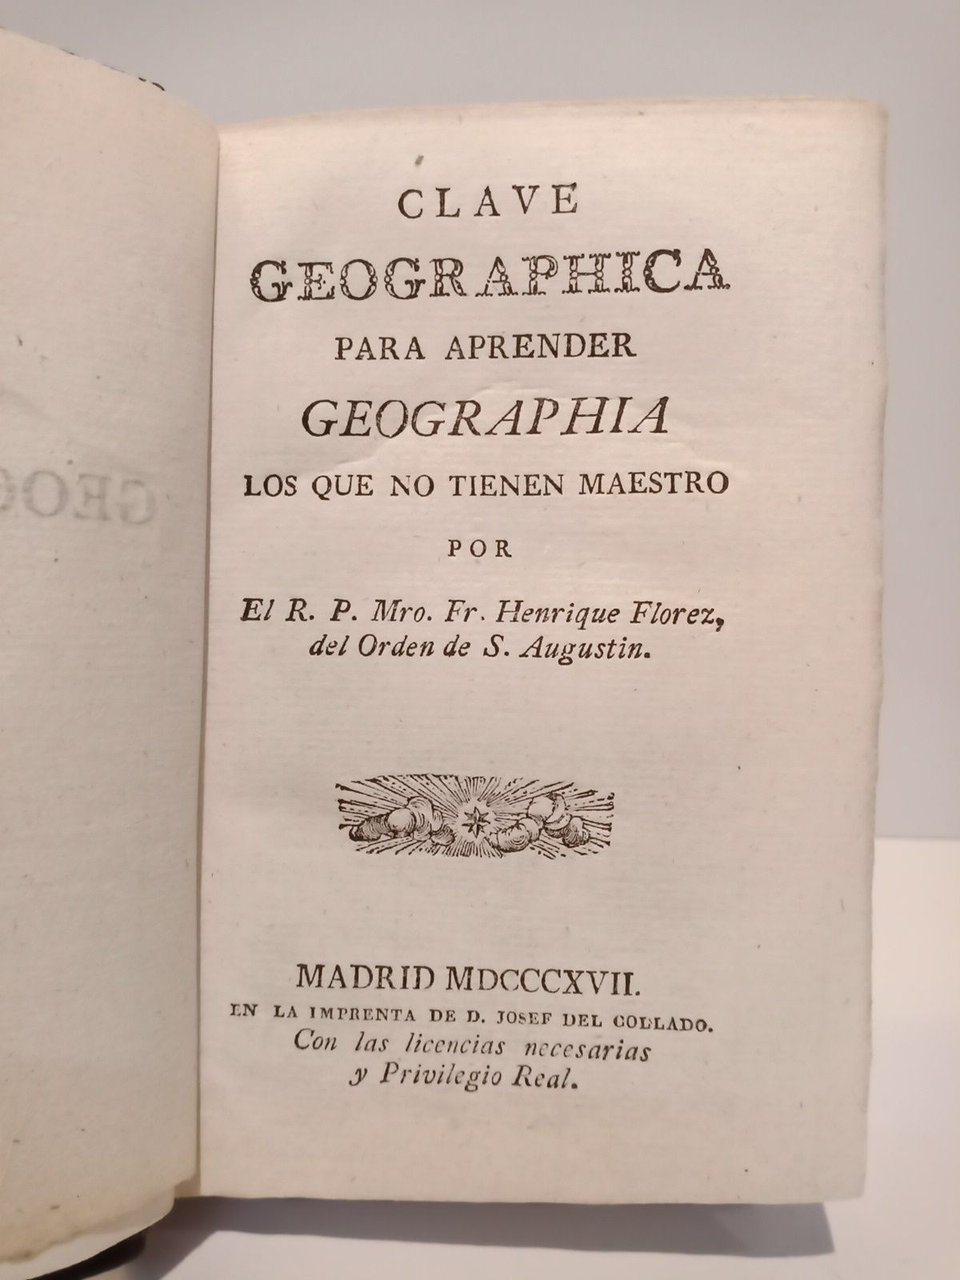 CLAVE
GEOGRAPHICA
PARA APRENDER
GEOGRAPHIA
LOS QUE NO TIENEN MAESTRO
POR
El R. P. Mro. Fr. Henrique Florez,
del Orden de S. Augustin.
MADRID MDCCCXVII.
EN LA IMPRENTA DE D. JOSEF DEL COLLADO.
Con las licencias necesarias
y Privilegio Real.